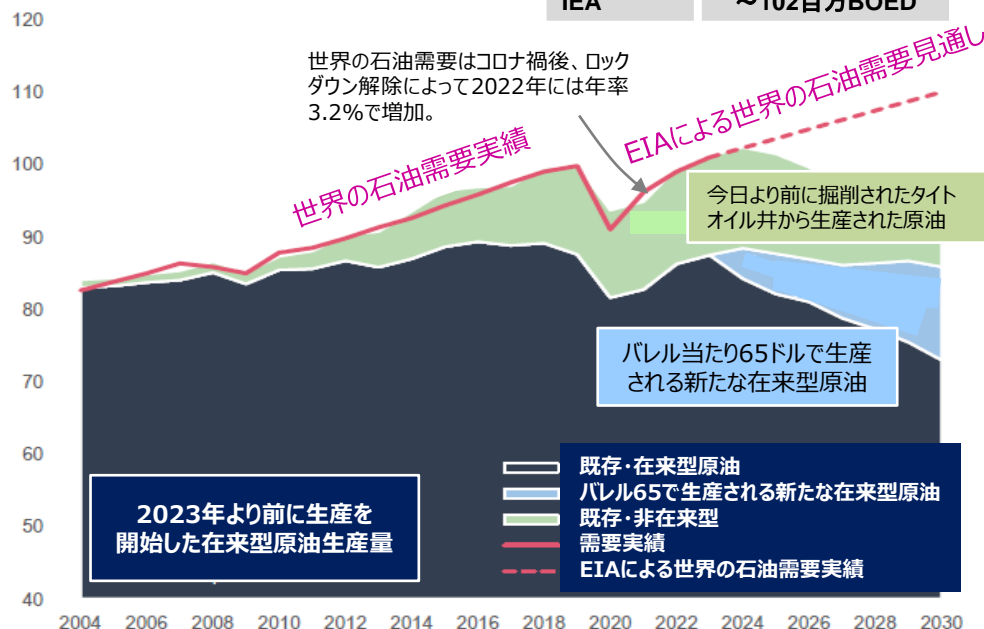 IEA
~102百万BOED
120
110
100
90
80
70
60
50
40
世界の石油需要はコロナ禍後、ロック
ダウン解除によって2022年には年率
3.2%で増加。
世界の石油需要実績
EIAによる世界の石油需要見通し
今日より前に掘削されたタイト
オイル井から生産された原油
バレル当たり65ドルで生産
される新たな在来型原油
2023年より前に生産を
開始した在来型原油生産量
既存・在来型原油
バレル65で生産される新たな在来型原油
既存・非在来型
需要実績
EIAによる世界の石油需要実績
2004 2006 2008 2010 2012 2014 2016 2018 2020 2022 2024 2026 2028 2030